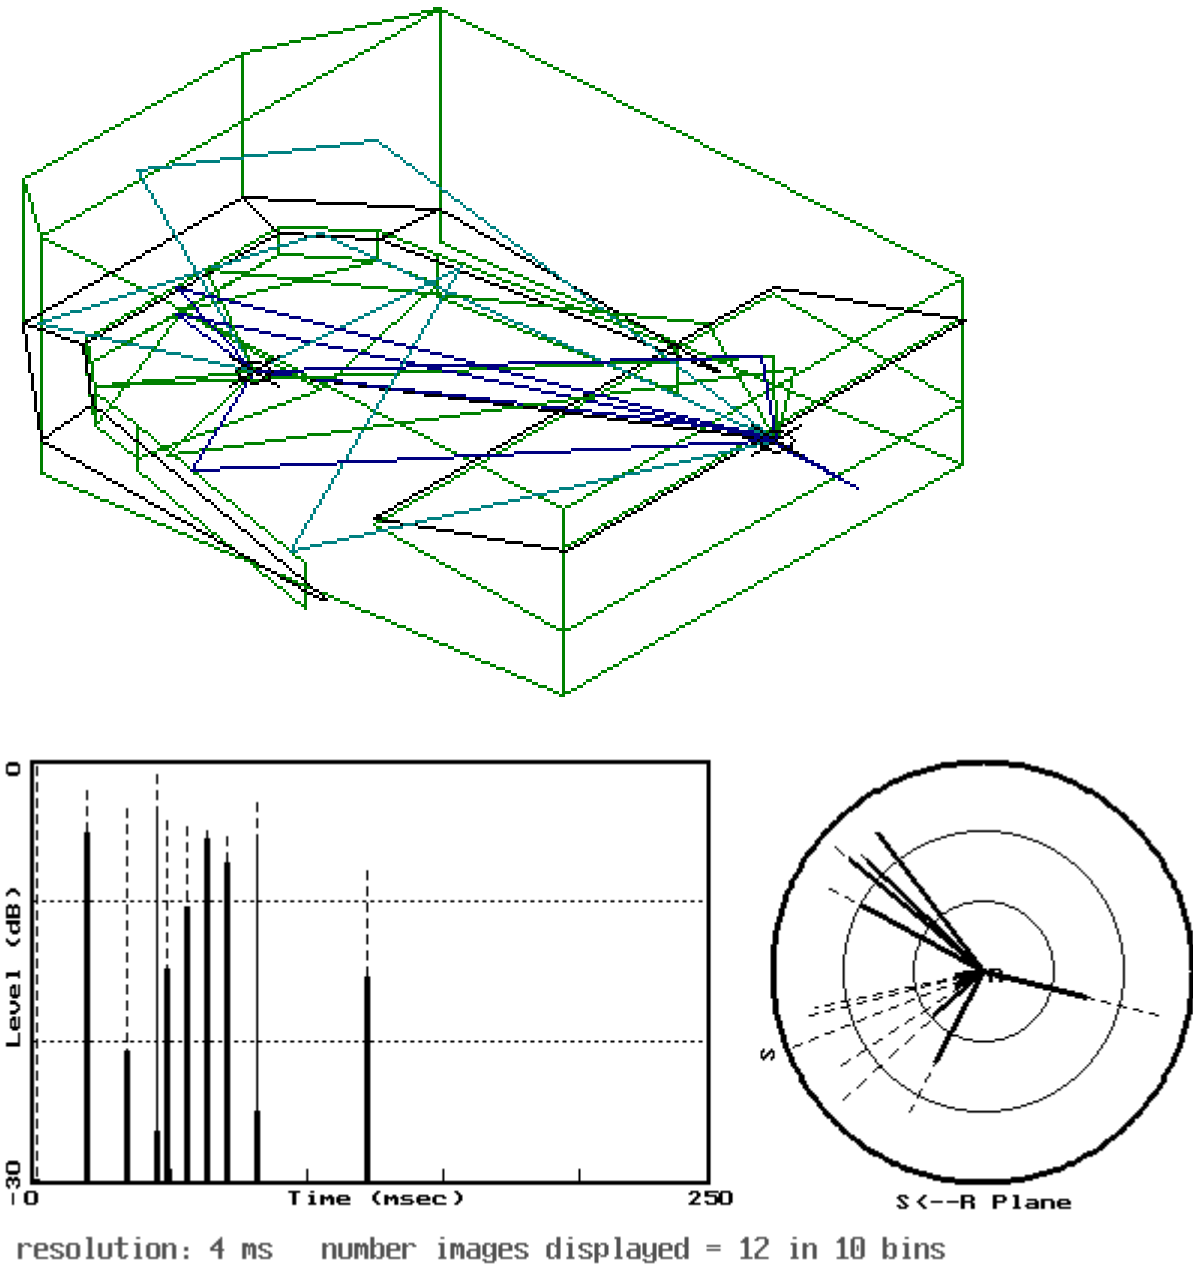 0
Level (dB)
-30
0
Time (msec)
250
S
R
S<--R Plane
resolution: 4 ms number images displayed = 12 in 10 bins